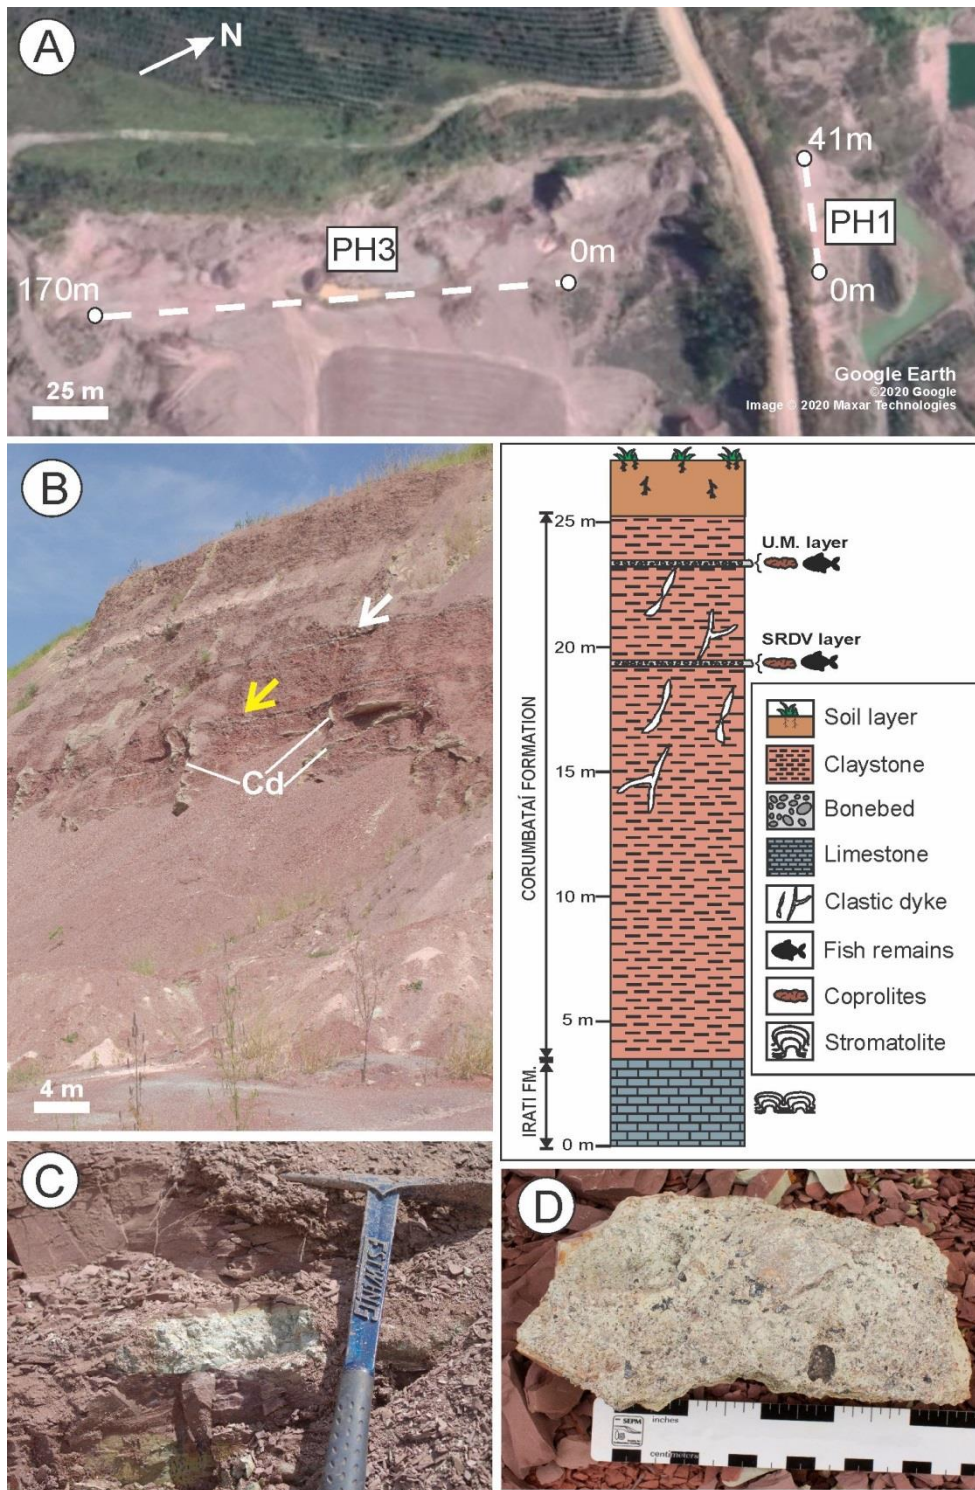 A
N
41m
PH3
0m
PH1
170m
0m
25 m
Google Earth
©2020 Google
Image © 2020 Maxar Technologies
B
Cd
4 m
25 m
U.M. layer
20 m
SRDV layer
15 m
10 m
5 m
0 m
CORUMBATAÍ FORMATION
IRATI FM.
Soil layer
Claystone
Bonebed
Limestone
Clastic dyke
Fish remains
Coprolites
Stromatolite
C
ESTWING
D
SEPM
inches
centimeters